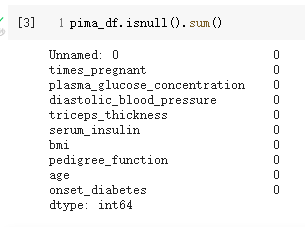 [3] 1 pima_df.isnull().sum()
Unnamed: 0 0
times_pregnant 0
plasma_glucose_concentration 0
diastolic_blood_pressure 0
triceps_thickness 0
serum_insulin 0
bmi 0
pedigree_function 0
age 0
onset_diabetes 0
dtype: int64